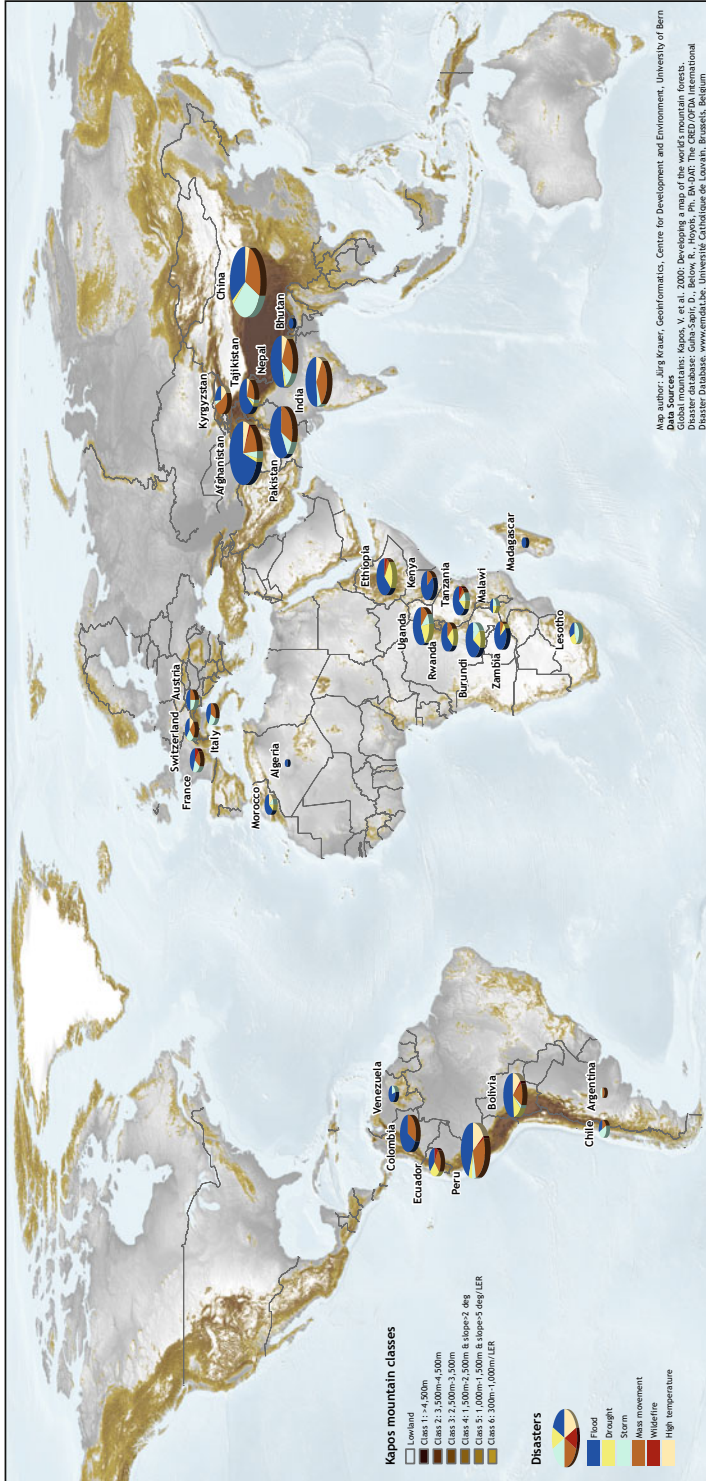 Kapos mountain classes
Lowland
Class 1: >4,500m
Class 2: 3,500m-4,500m
Class 3: 2,500m-3,500m
Class 4: 1,500m-2,500m & slope>2 deg
Class 5: 1,000m-1,500m & slope>5 deg/LER
Class 6: 300m-1,000m/LER
Disasters
Flood
Drought
Storm
Mass movement
Wildefire
High temperature
Venezuela
Colombia
Ecuador
Peru
Bolivia
Chile
Argentina
France
Switzerland
Austria
Italy
Morocco
Algeria
Ethiopia
Uganda
Kenya
Rwanda
Tanzania
Burundi
Malawi
Zambia
Madagascar
Lesotho
Kyrgyzstan
Tajikistan
Afghanistan
Pakistan
Nepal
India
China
Bhutan
Map author: Jürg Krauer, Geoinformatics, Centre for Development and Environment, University of Bern
Data Sources
Global mountains: Kapos, V. et al. 2000: Developing a map of the world's mountain forests.
Disaster database: Guha-Sapir, D., Below, R., Hoyois, Ph. EM-DAT: The CRED/OFDA International
Disaster Database. www.emdat.be. Université Catholique de Louvain, Brussels, Belgium